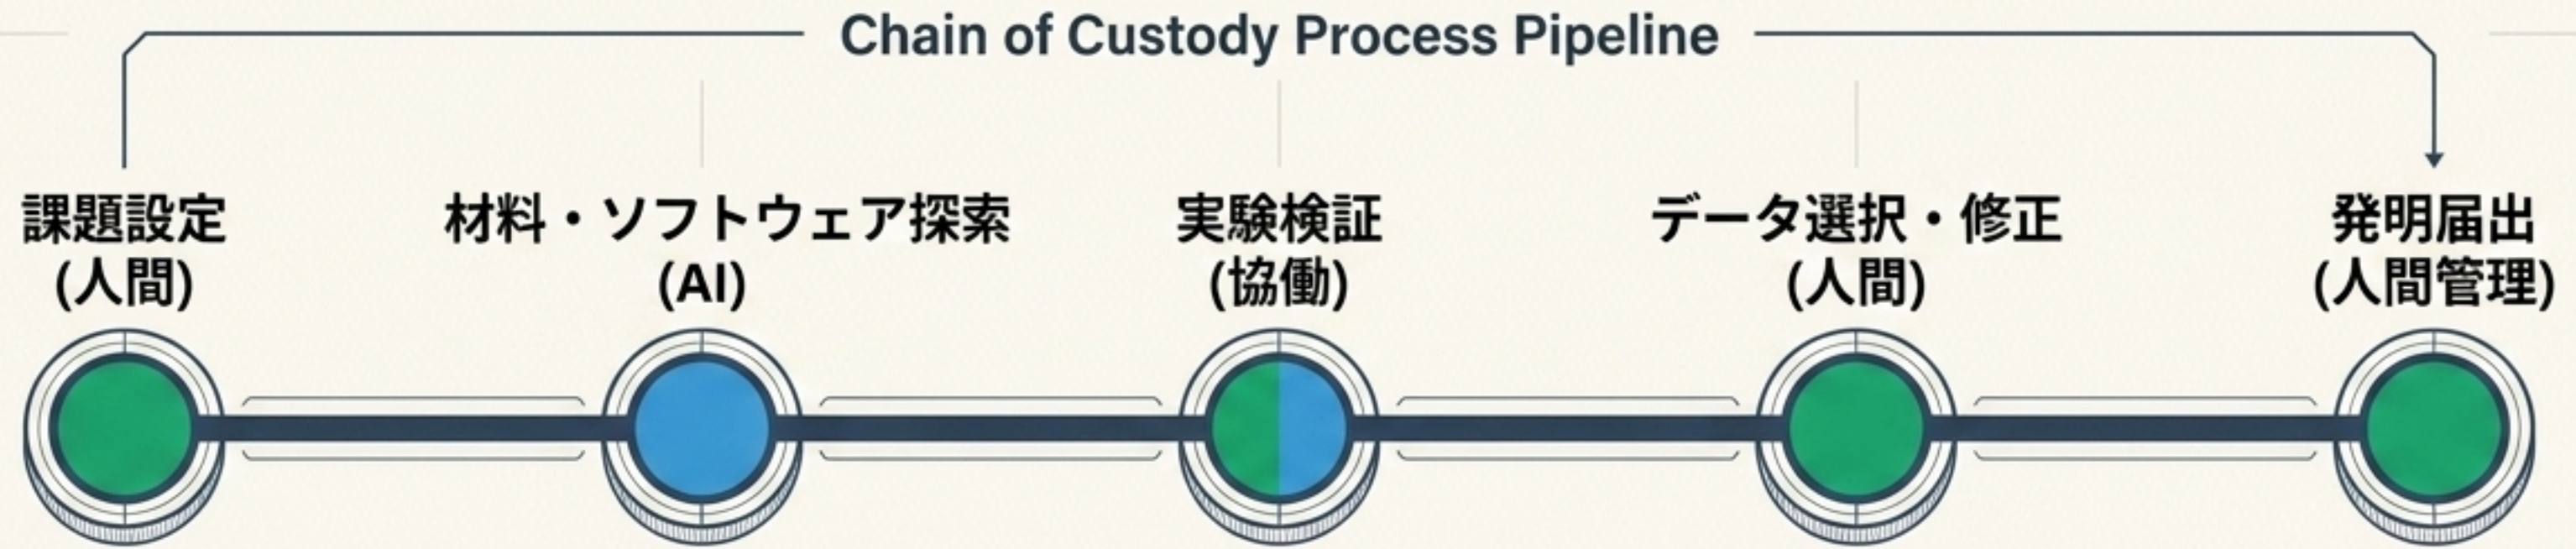 Chain of Custody Process Pipeline
課題設定
(人間)
材料・ソフトウェア探索
(AI)
実験検証
(協働)
データ選択・修正
(人間)
発明届出
(人間管理)